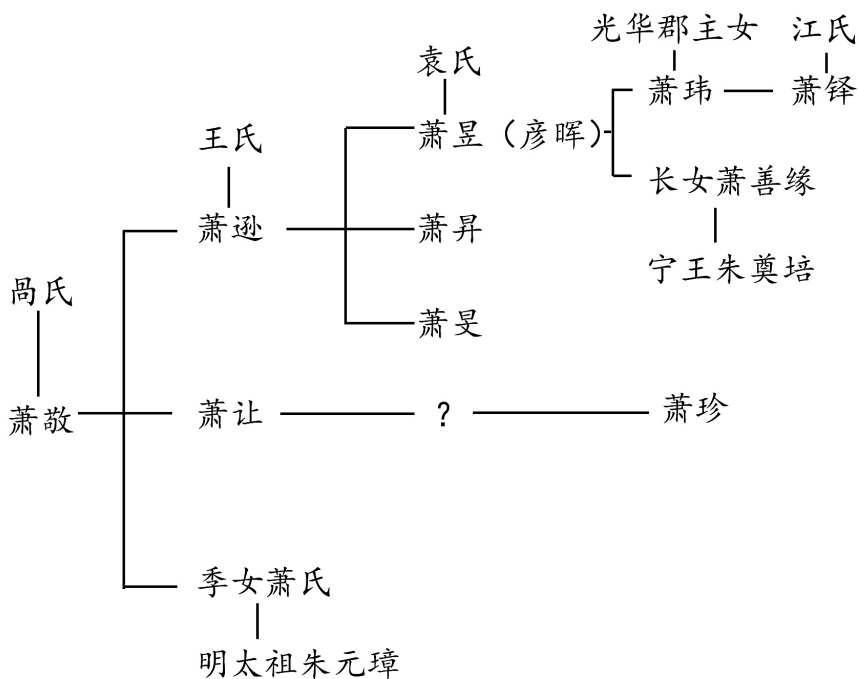 光华郡主女 江氏
袁氏
萧玮 萧铎
萧昱（彦晖）
王氏
长女萧善缘
萧逊 萧昇
宁王朱奠培
咼氏
萧旻
萧敬 萧让 ？ 萧珍
季女萧氏
明太祖朱元璋